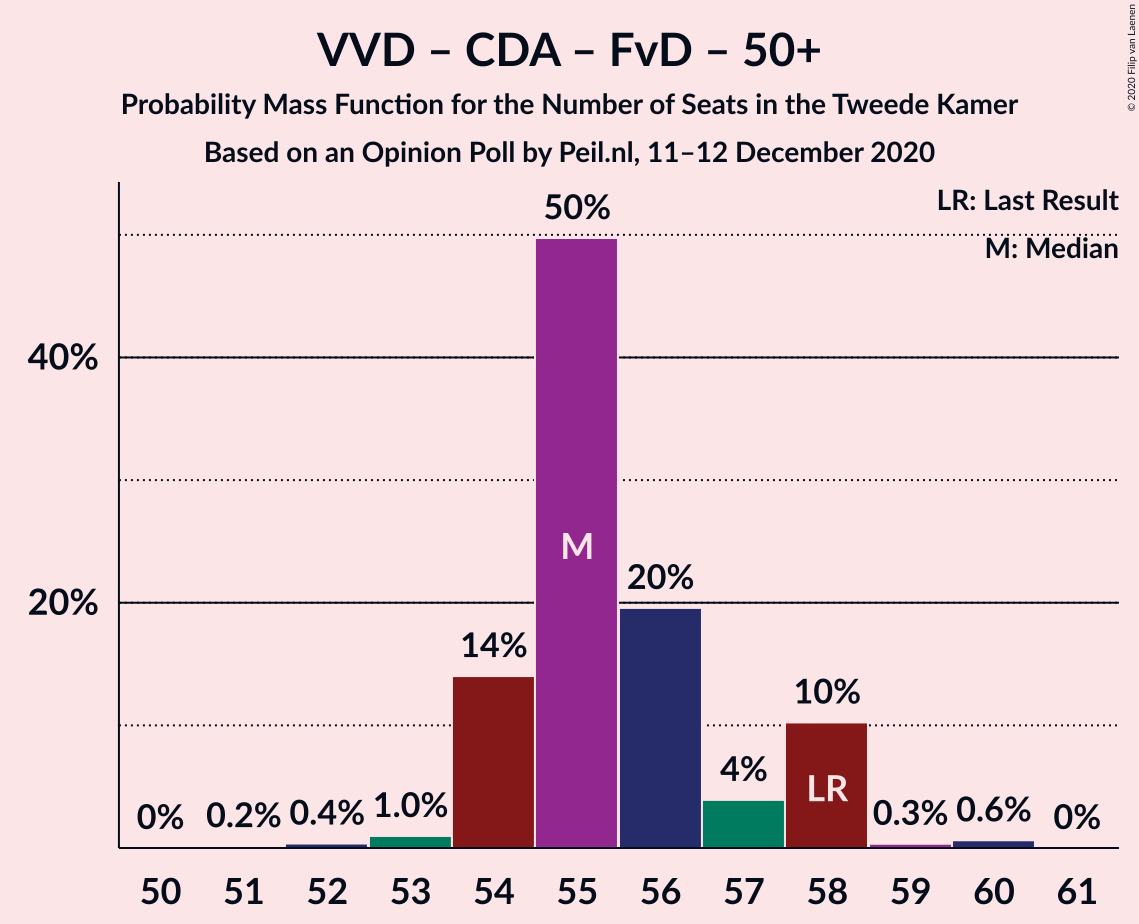 VVD – CDA – FvD – 50+
Probability Mass Function for the Number of Seats in the Tweede Kamer
Based on an Opinion Poll by Peil.nl, 11–12 December 2020
© 2020 Filip van Laenen
LR: Last Result
M: Median
40%
20%
0% 0.2% 0.4% 1.0% 14% 50% 20% 4% 10% 0.3% 0.6% 0%
M
LR
50 51 52 53 54 55 56 57 58 59 60 61